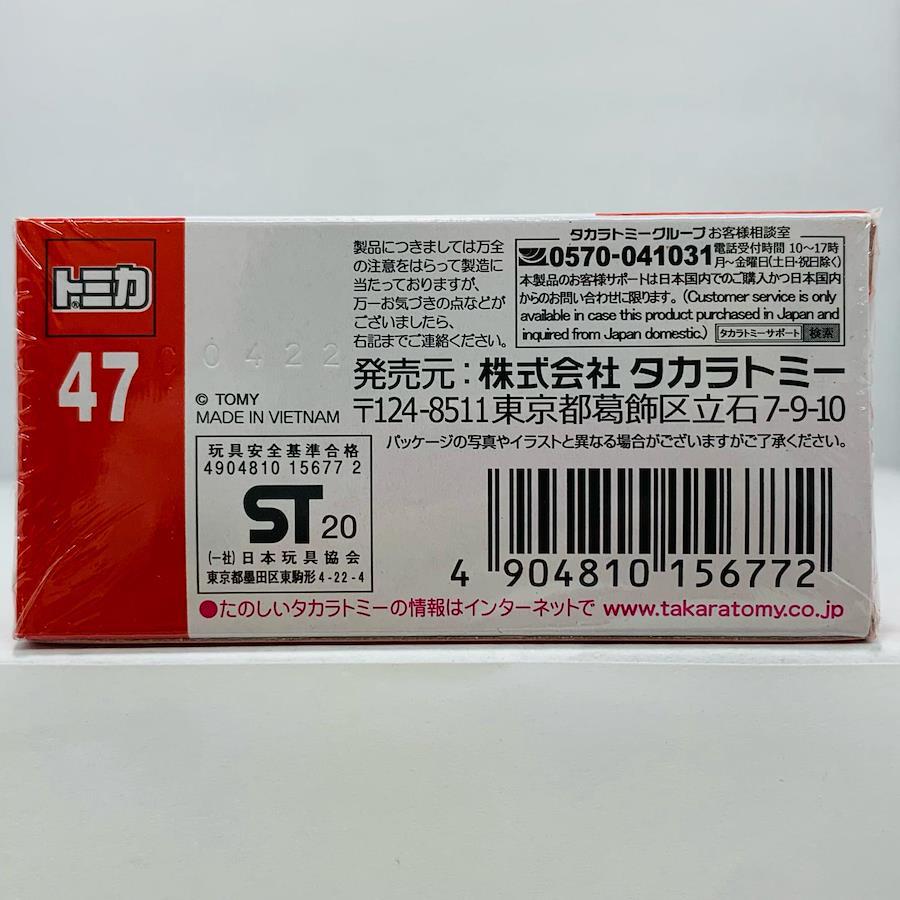 トミカ®
47
C0422
© TOMY
MADE IN VIETNAM
製品につきましては万全
の注意をはらって製造に
当たっておりますが、
万一お気づきの点などが
ございましたら、
右記までご連絡ください。
タカラトミーグループ お客様相談室
0570-041031 電話受付時間 10〜17時
月〜金曜日(土日・祝日除く)
本製品のお客様サポートは日本国内でのご購入かつ日本国内
からのお問い合わせに限ります。(Customer service is only
available in case this product purchased in Japan and
inquired from Japan domestic.) タカラトミーサポート 検索
発売元：株式会社 タカラトミー
〒124-8511 東京都葛飾区立石7-9-10
パッケージの写真やイラストと異なる場合がございますがご了承ください。
玩具安全基準合格
4904810 15677 2
ST 20
(一社)日本玩具協会
東京都墨田区東駒形4-22-4
4 904810 156772
●たのしいタカラトミーの情報はインターネットで www.takaratomy.co.jp